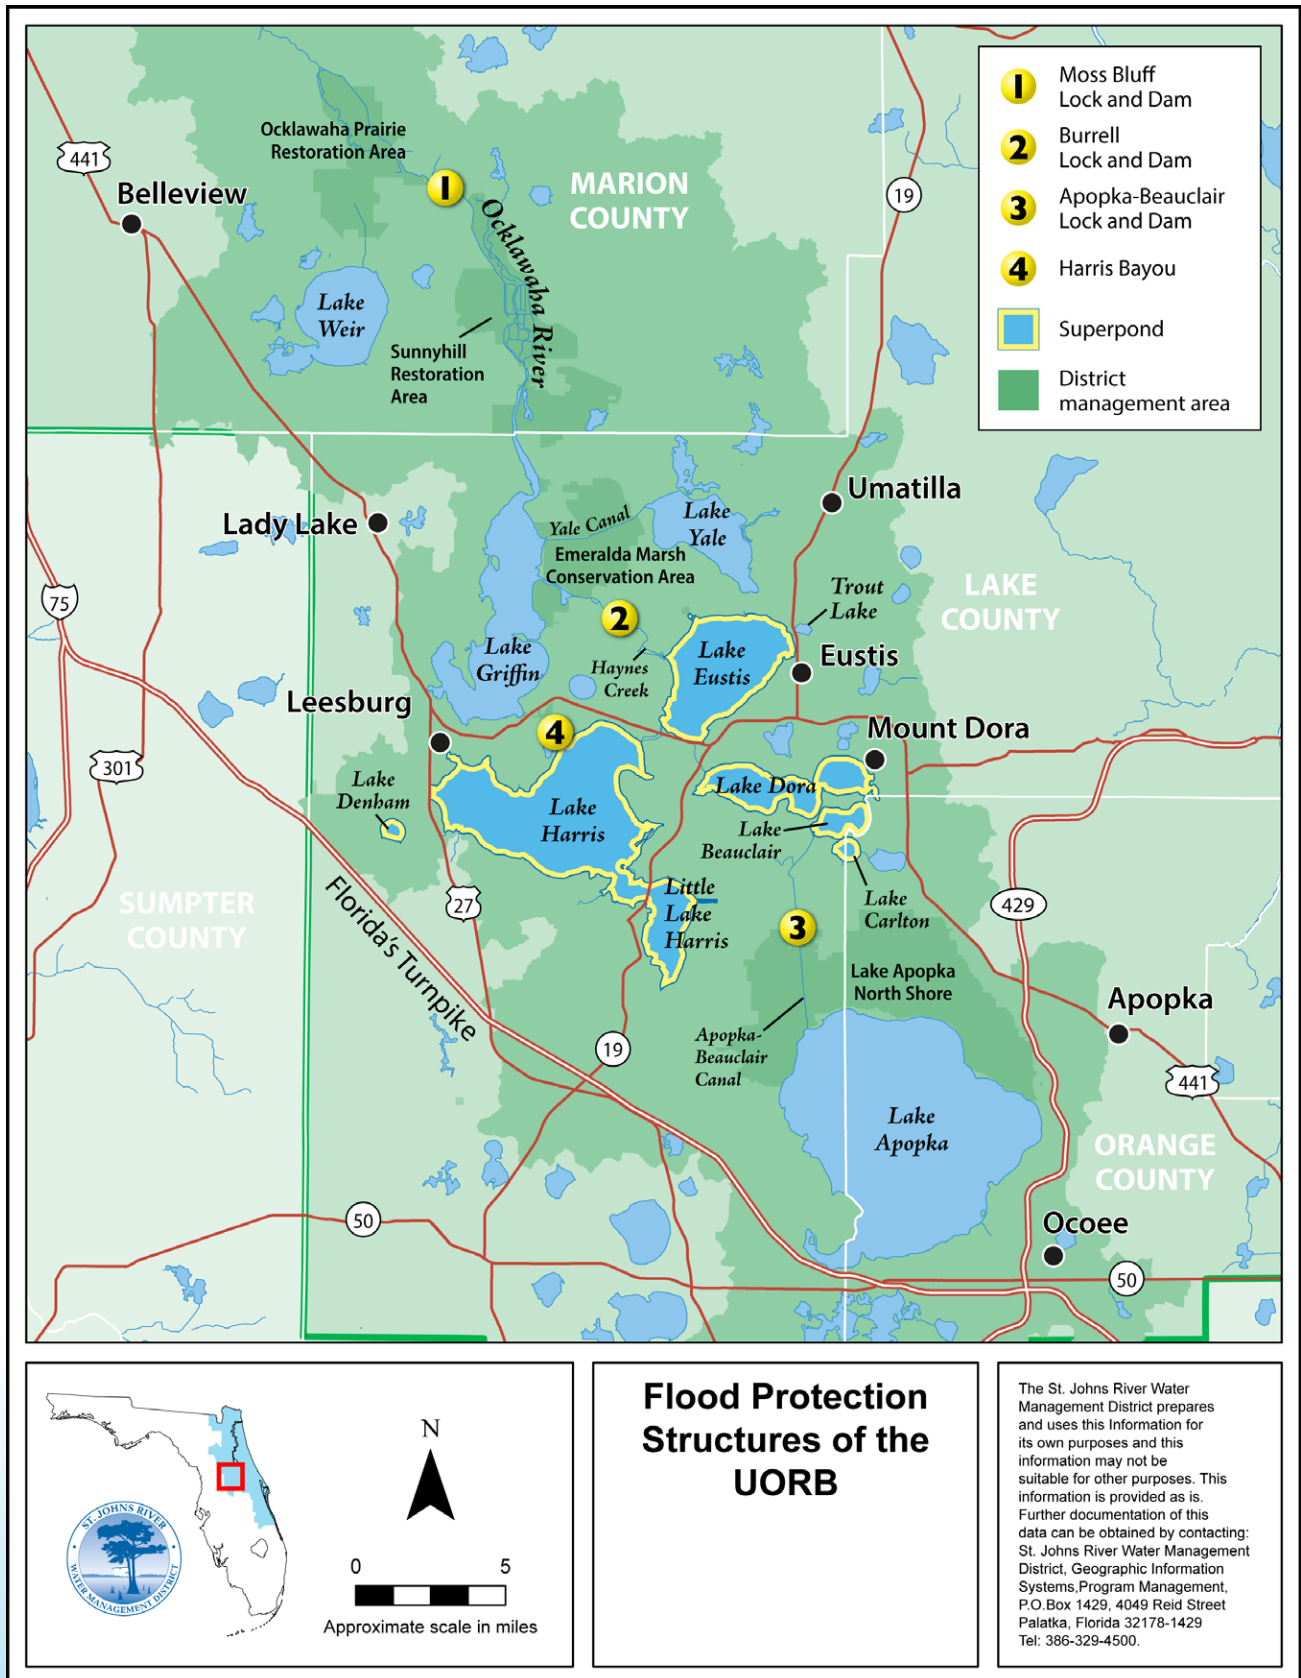 1
Moss Bluff
Lock and Dam
2
Burrell
Lock and Dam
3
Apopka-Beauclair
Lock and Dam
4
Harris Bayou
Superpond
District
management area
Ocklawaha Prairie
Restoration Area
441
Belleview
1
MARION
COUNTY
19
Ocklawaha River
Lake
Weir
Sunnyhill
Restoration
Area
Umatilla
Lady Lake
Yale Canal
Lake
Yale
Emeralda Marsh
Conservation Area
75
2
Trout
Lake
LAKE
COUNTY
Lake
Griffin
Haynes
Creek
Lake
Eustis
Eustis
Leesburg
4
Mount Dora
301
Lake
Denham
Lake
Harris
Lake Dora
Lake
Beauclair
SUMPTER
COUNTY
Florida's Turnpike
27
Little
Lake
Harris
Lake
Carlton
429
3
Lake Apopka
North Shore
Apopka
19
Apopka-
Beauclair
Canal
441
Lake
Apopka
ORANGE
COUNTY
50
Ocoee
50
ST. JOHNS RIVER
WATER MANAGEMENT DISTRICT
N
0 5
Approximate scale in miles
Flood Protection
Structures of the
UORB
The St. Johns River Water
Management District prepares
and uses this Information for
its own purposes and this
information may not be
suitable for other purposes. This
information is provided as is.
Further documentation of this
data can be obtained by contacting:
St. Johns River Water Management
District, Geographic Information
Systems,Program Management,
P.O.Box 1429, 4049 Reid Street
Palatka, Florida 32178-1429
Tel: 386-329-4500.